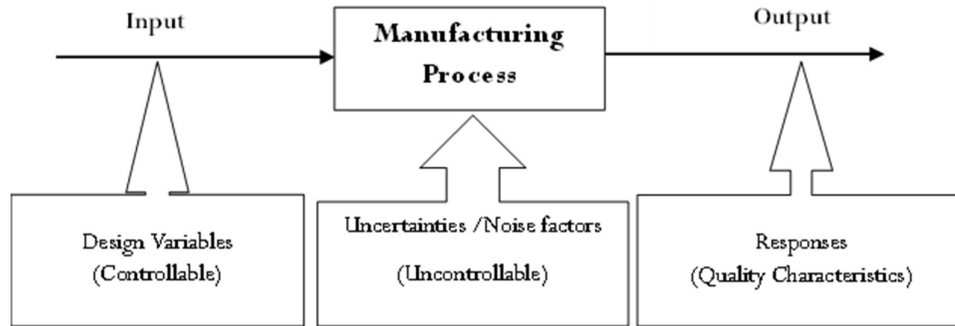 Input
Manufacturing
Process
Output
Design Variables
(Controllable)
Uncertainties /Noise factors
(Uncontrollable)
Responses
(Quality Characteristics)